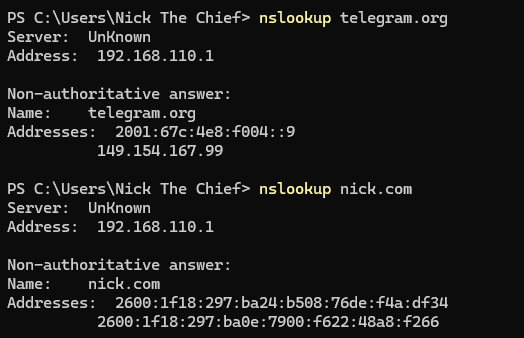 PS C:\Users\Nick The Chief> nslookup telegram.org
Server:  UnKnown
Address:  192.168.110.1
Non-authoritative answer:
Name:    telegram.org
Addresses:  2001:67c:4e8:f004::9
149.154.167.99
PS C:\Users\Nick The Chief> nslookup nick.com
Server:  UnKnown
Address:  192.168.110.1
Non-authoritative answer:
Name:    nick.com
Addresses:  2600:1f18:297:ba24:b508:76de:f4a:df34
2600:1f18:297:ba0e:7900:f622:48a8:f266